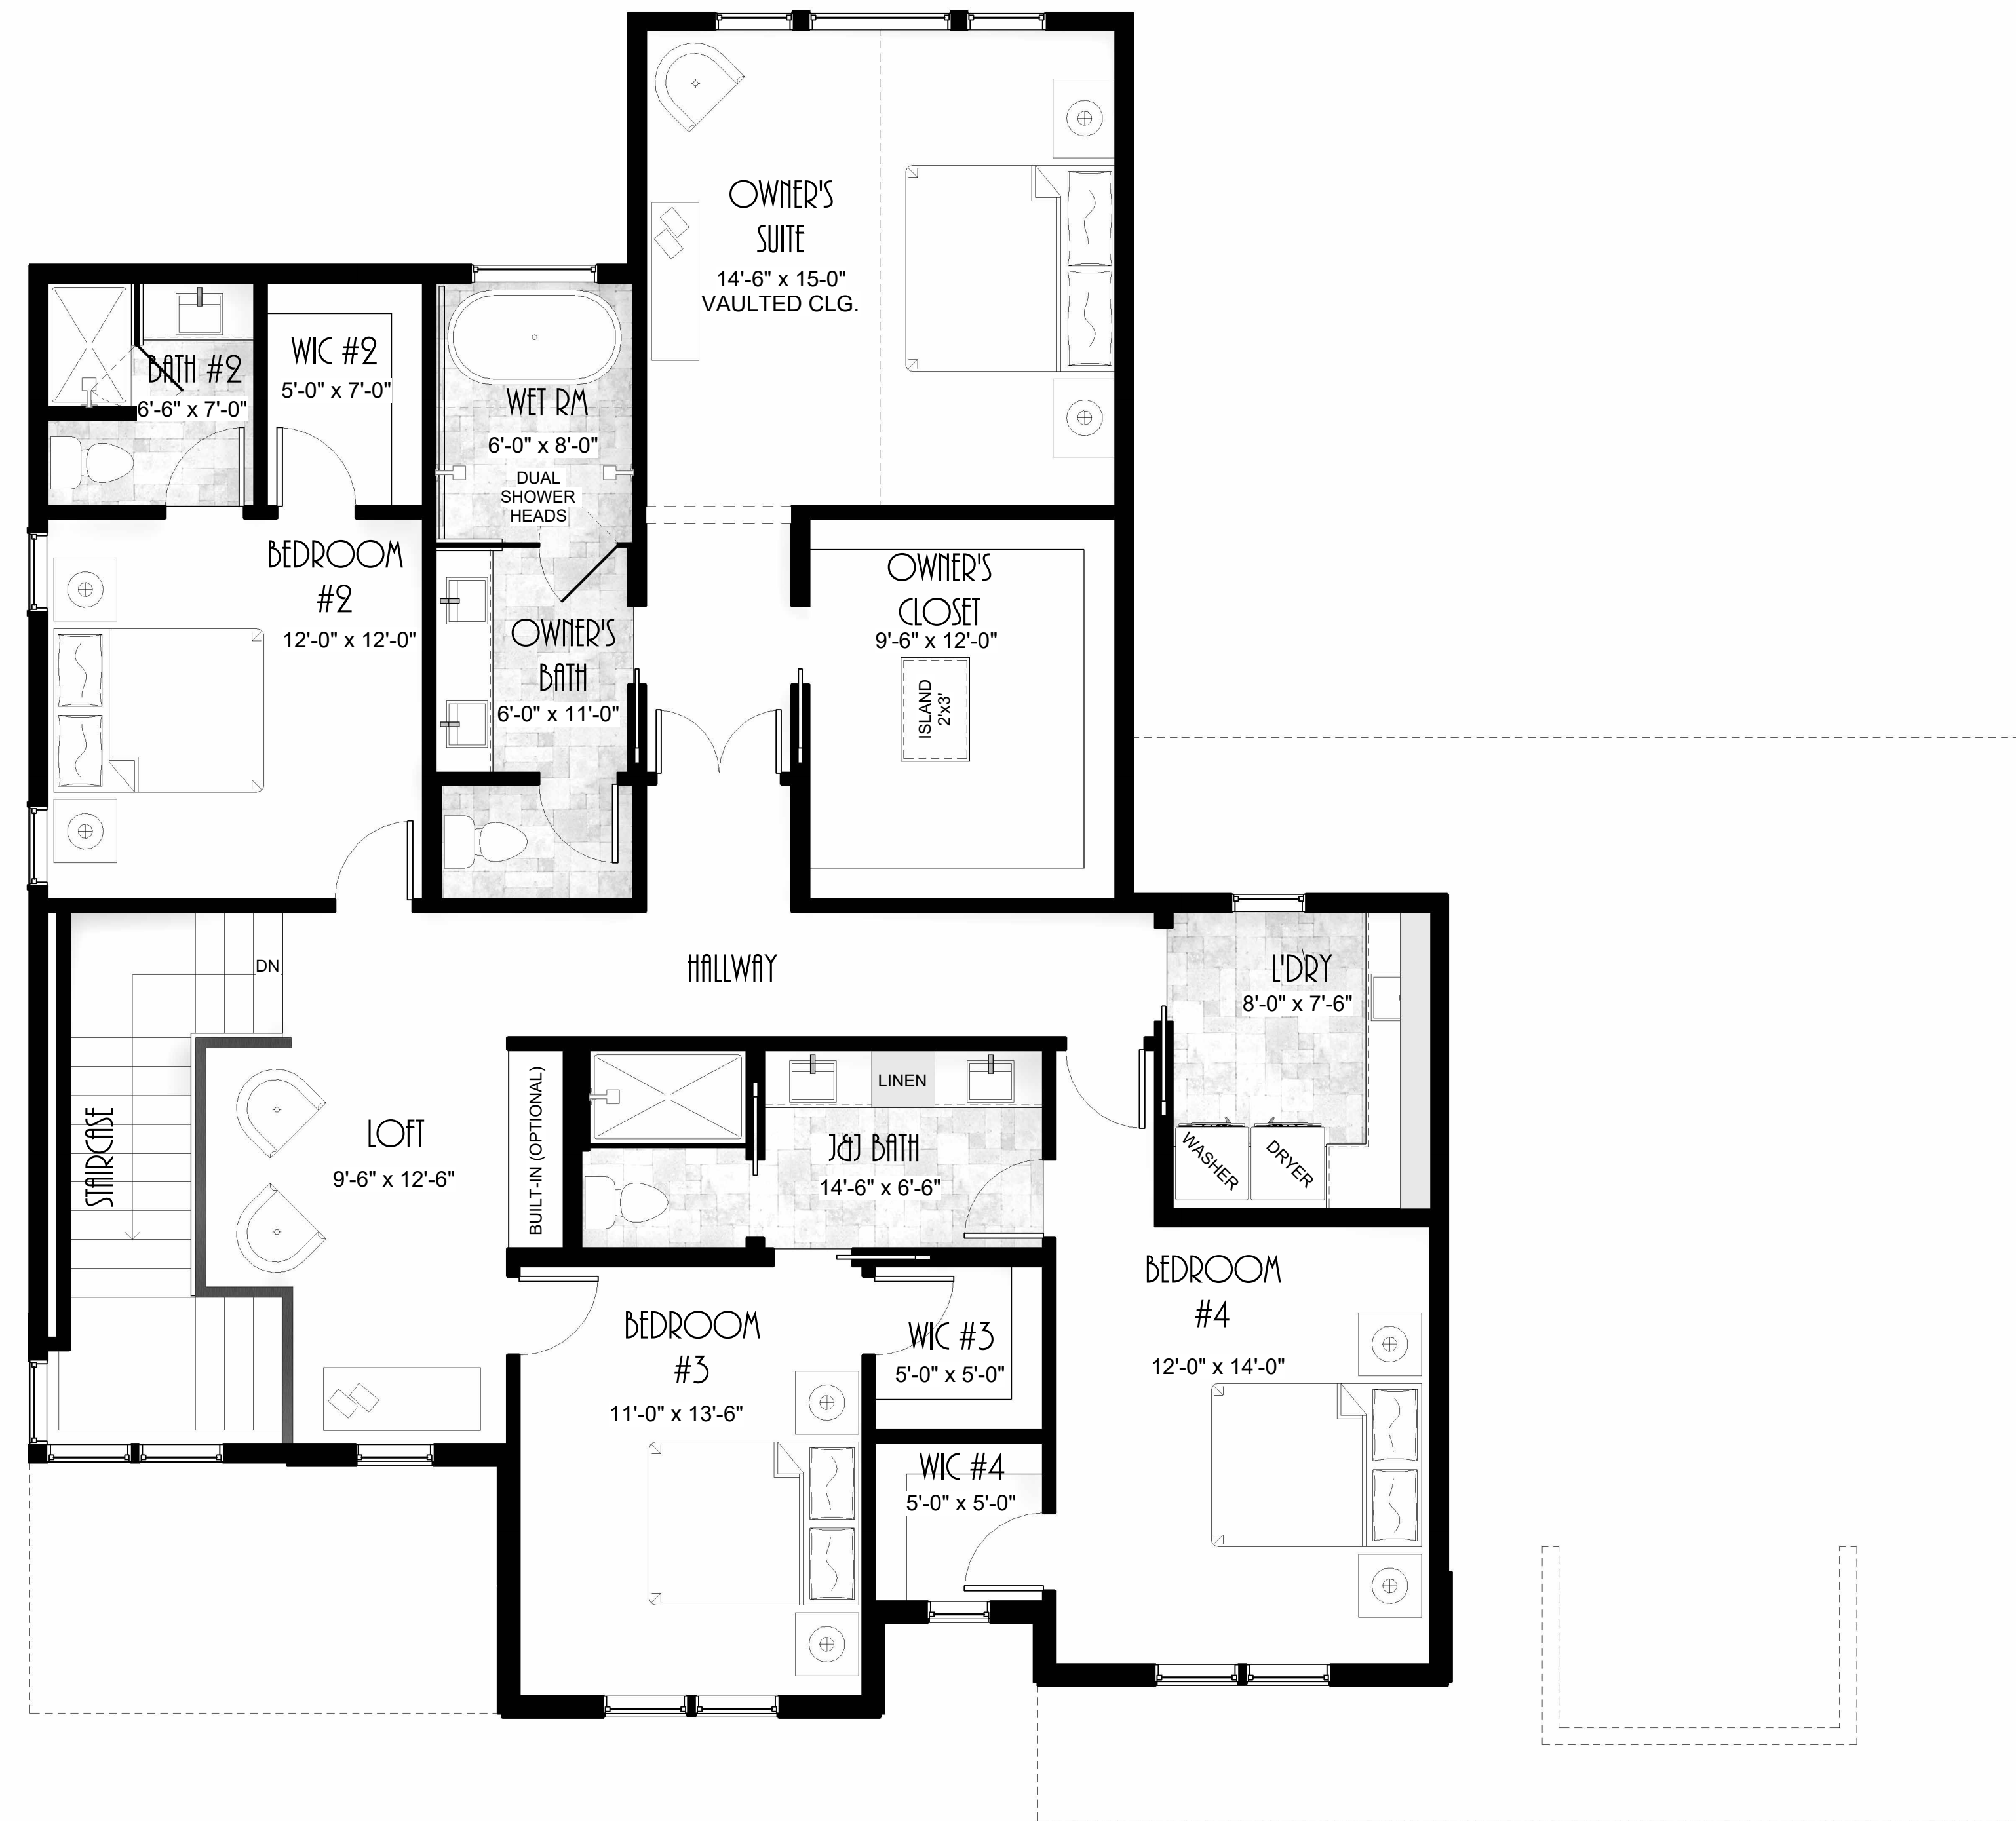 OWNER'S
SUITE
14'-6" x 15-0"
VAULTED CLG.
BATH #2
6'-6" x 7'-0"
WIC #2
5'-0" x 7'-0"
WET RM
6'-0" x 8'-0"
DUAL
SHOWER
HEADS
BEDROOM
#2
12'-0" x 12'-0"
OWNER'S
BATH
6'-0" x 11'-0"
OWNER'S
CLOSET
9'-6" x 12'-0"
ISLAND
2'x3'
DN
HALLWAY
L'DRY
8'-0" x 7'-6"
WASHER
DRYER
STAIRCASE
LOFT
9'-6" x 12'-6"
BUILT-IN (OPTIONAL)
LINEN
J&J BATH
14'-6" x 6'-6"
BEDROOM
#3
11'-0" x 13'-6"
WIC #3
5'-0" x 5'-0"
WIC #4
5'-0" x 5'-0"
BEDROOM
#4
12'-0" x 14'-0"